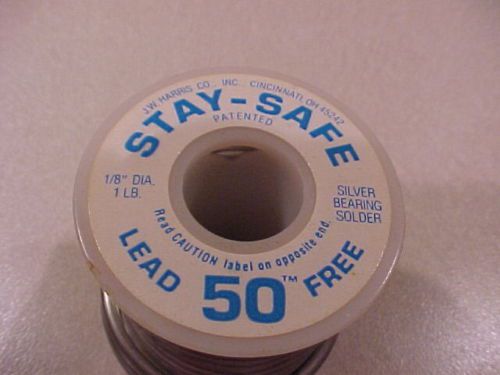 J.W. HARRIS CO., INC., CINCINNATI, OH 45242
STAY-SAFE
PATENTED
1/8" DIA.
1 LB.
SILVER
BEARING
SOLDER
Read CAUTION label on opposite end.
LEAD 50™ FREE